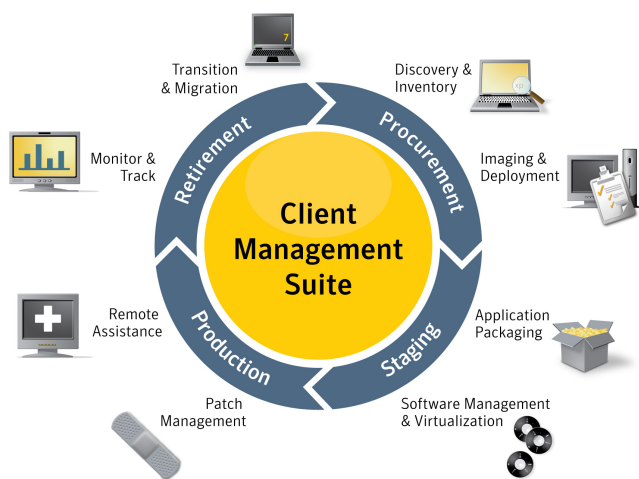 Client
Management
Suite
Procurement
Staging
Production
Retirement
Discovery &
Inventory
Imaging &
Deployment
Application
Packaging
Software Management
& Virtualization
Patch
Management
Remote
Assistance
Monitor &
Track
Transition
& Migration
7